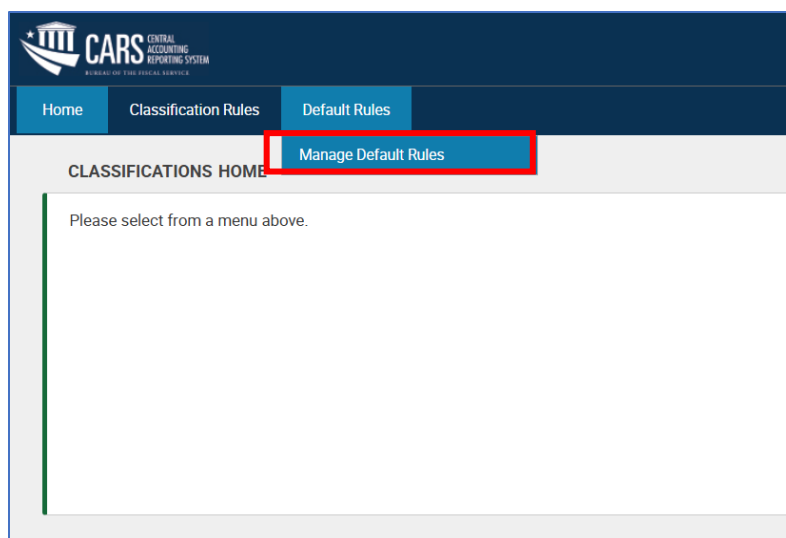 CARS
CENTRAL
ACCOUNTING
REPORTING SYSTEM
BUREAU OF THE FISCAL SERVICE
Home Classification Rules Default Rules
Manage Default Rules
CLASSIFICATIONS HOME
Please select from a menu above.